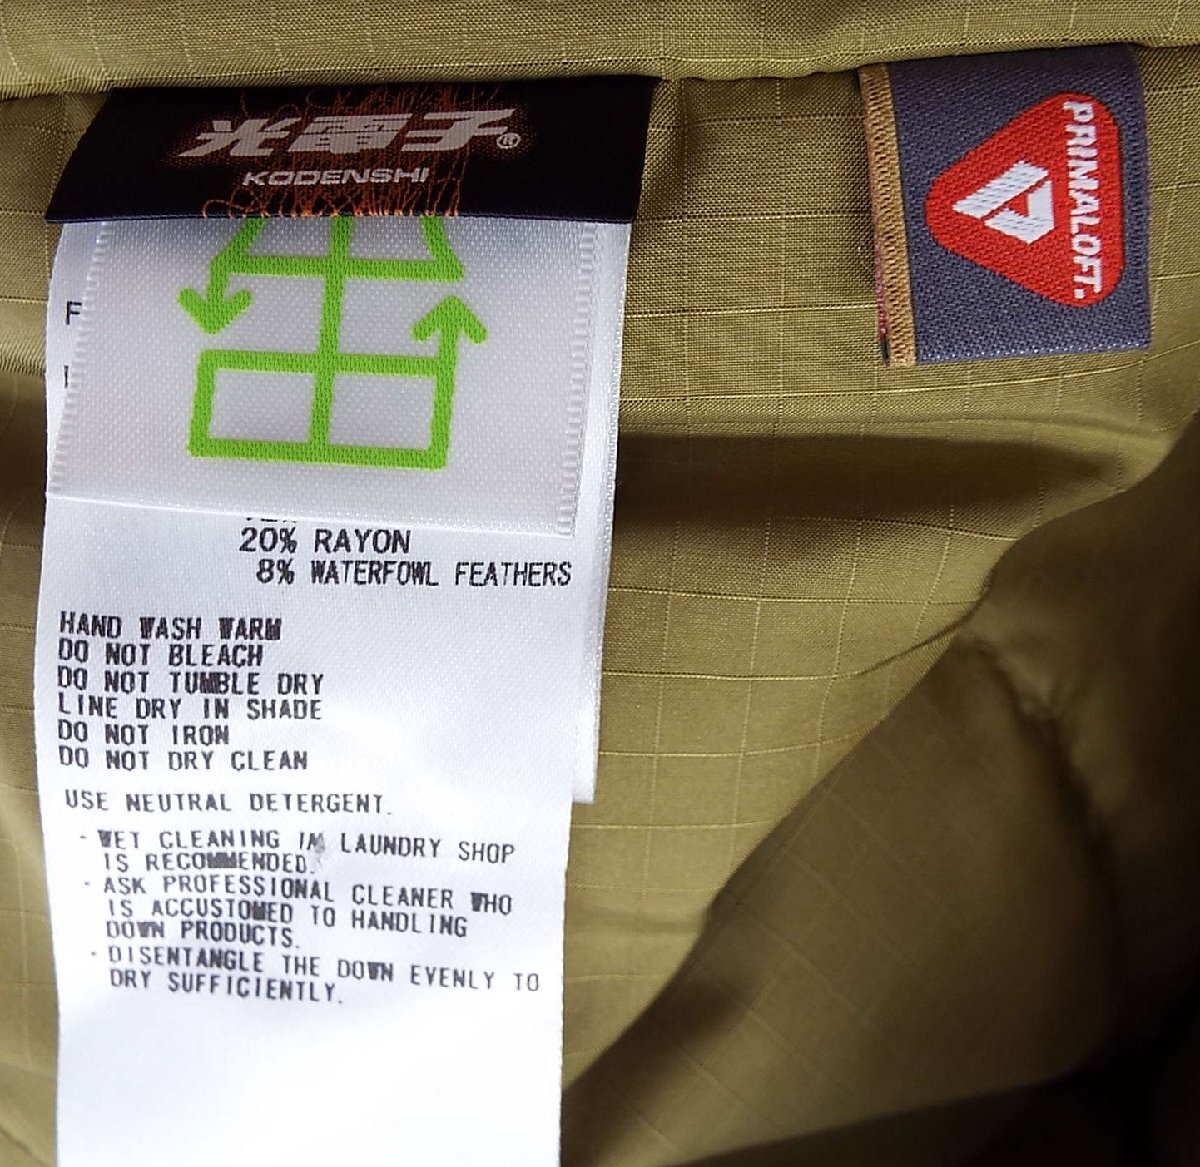 光電子®
KODENSHI
PRIMALOFT.
F
20% RAYON
8% WATERFOWL FEATHERS
HAND WASH WARM
DO NOT BLEACH
DO NOT TUMBLE DRY
LINE DRY IN SHADE
DO NOT IRON
DO NOT DRY CLEAN
USE NEUTRAL DETERGENT.
- WET CLEANING IN LAUNDRY SHOP
IS RECOMMENDED.
- ASK PROFESSIONAL CLEANER WHO
IS ACCUSTOMED TO HANDLING
DOWN PRODUCTS.
- DISENTANGLE THE DOWN EVENLY TO
DRY SUFFICIENTLY.